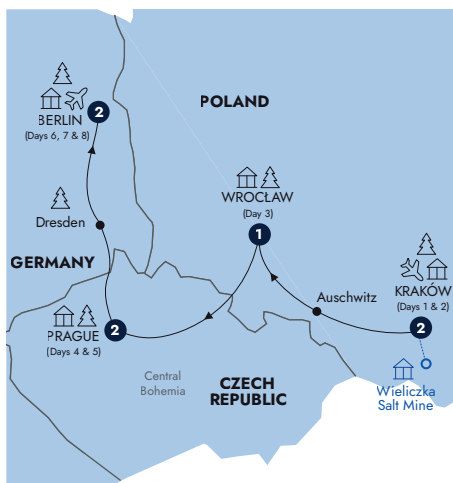 POLAND
BERLIN
(Days 6, 7 & 8)
2
WROCŁAW
(Day 3)
1
Dresden
GERMANY
Auschwitz
KRAKÓW
(Days 1 & 2)
2
PRAGUE
(Days 4 & 5)
2
Central
Bohemia
CZECH
REPUBLIC
Wieliczka
Salt Mine